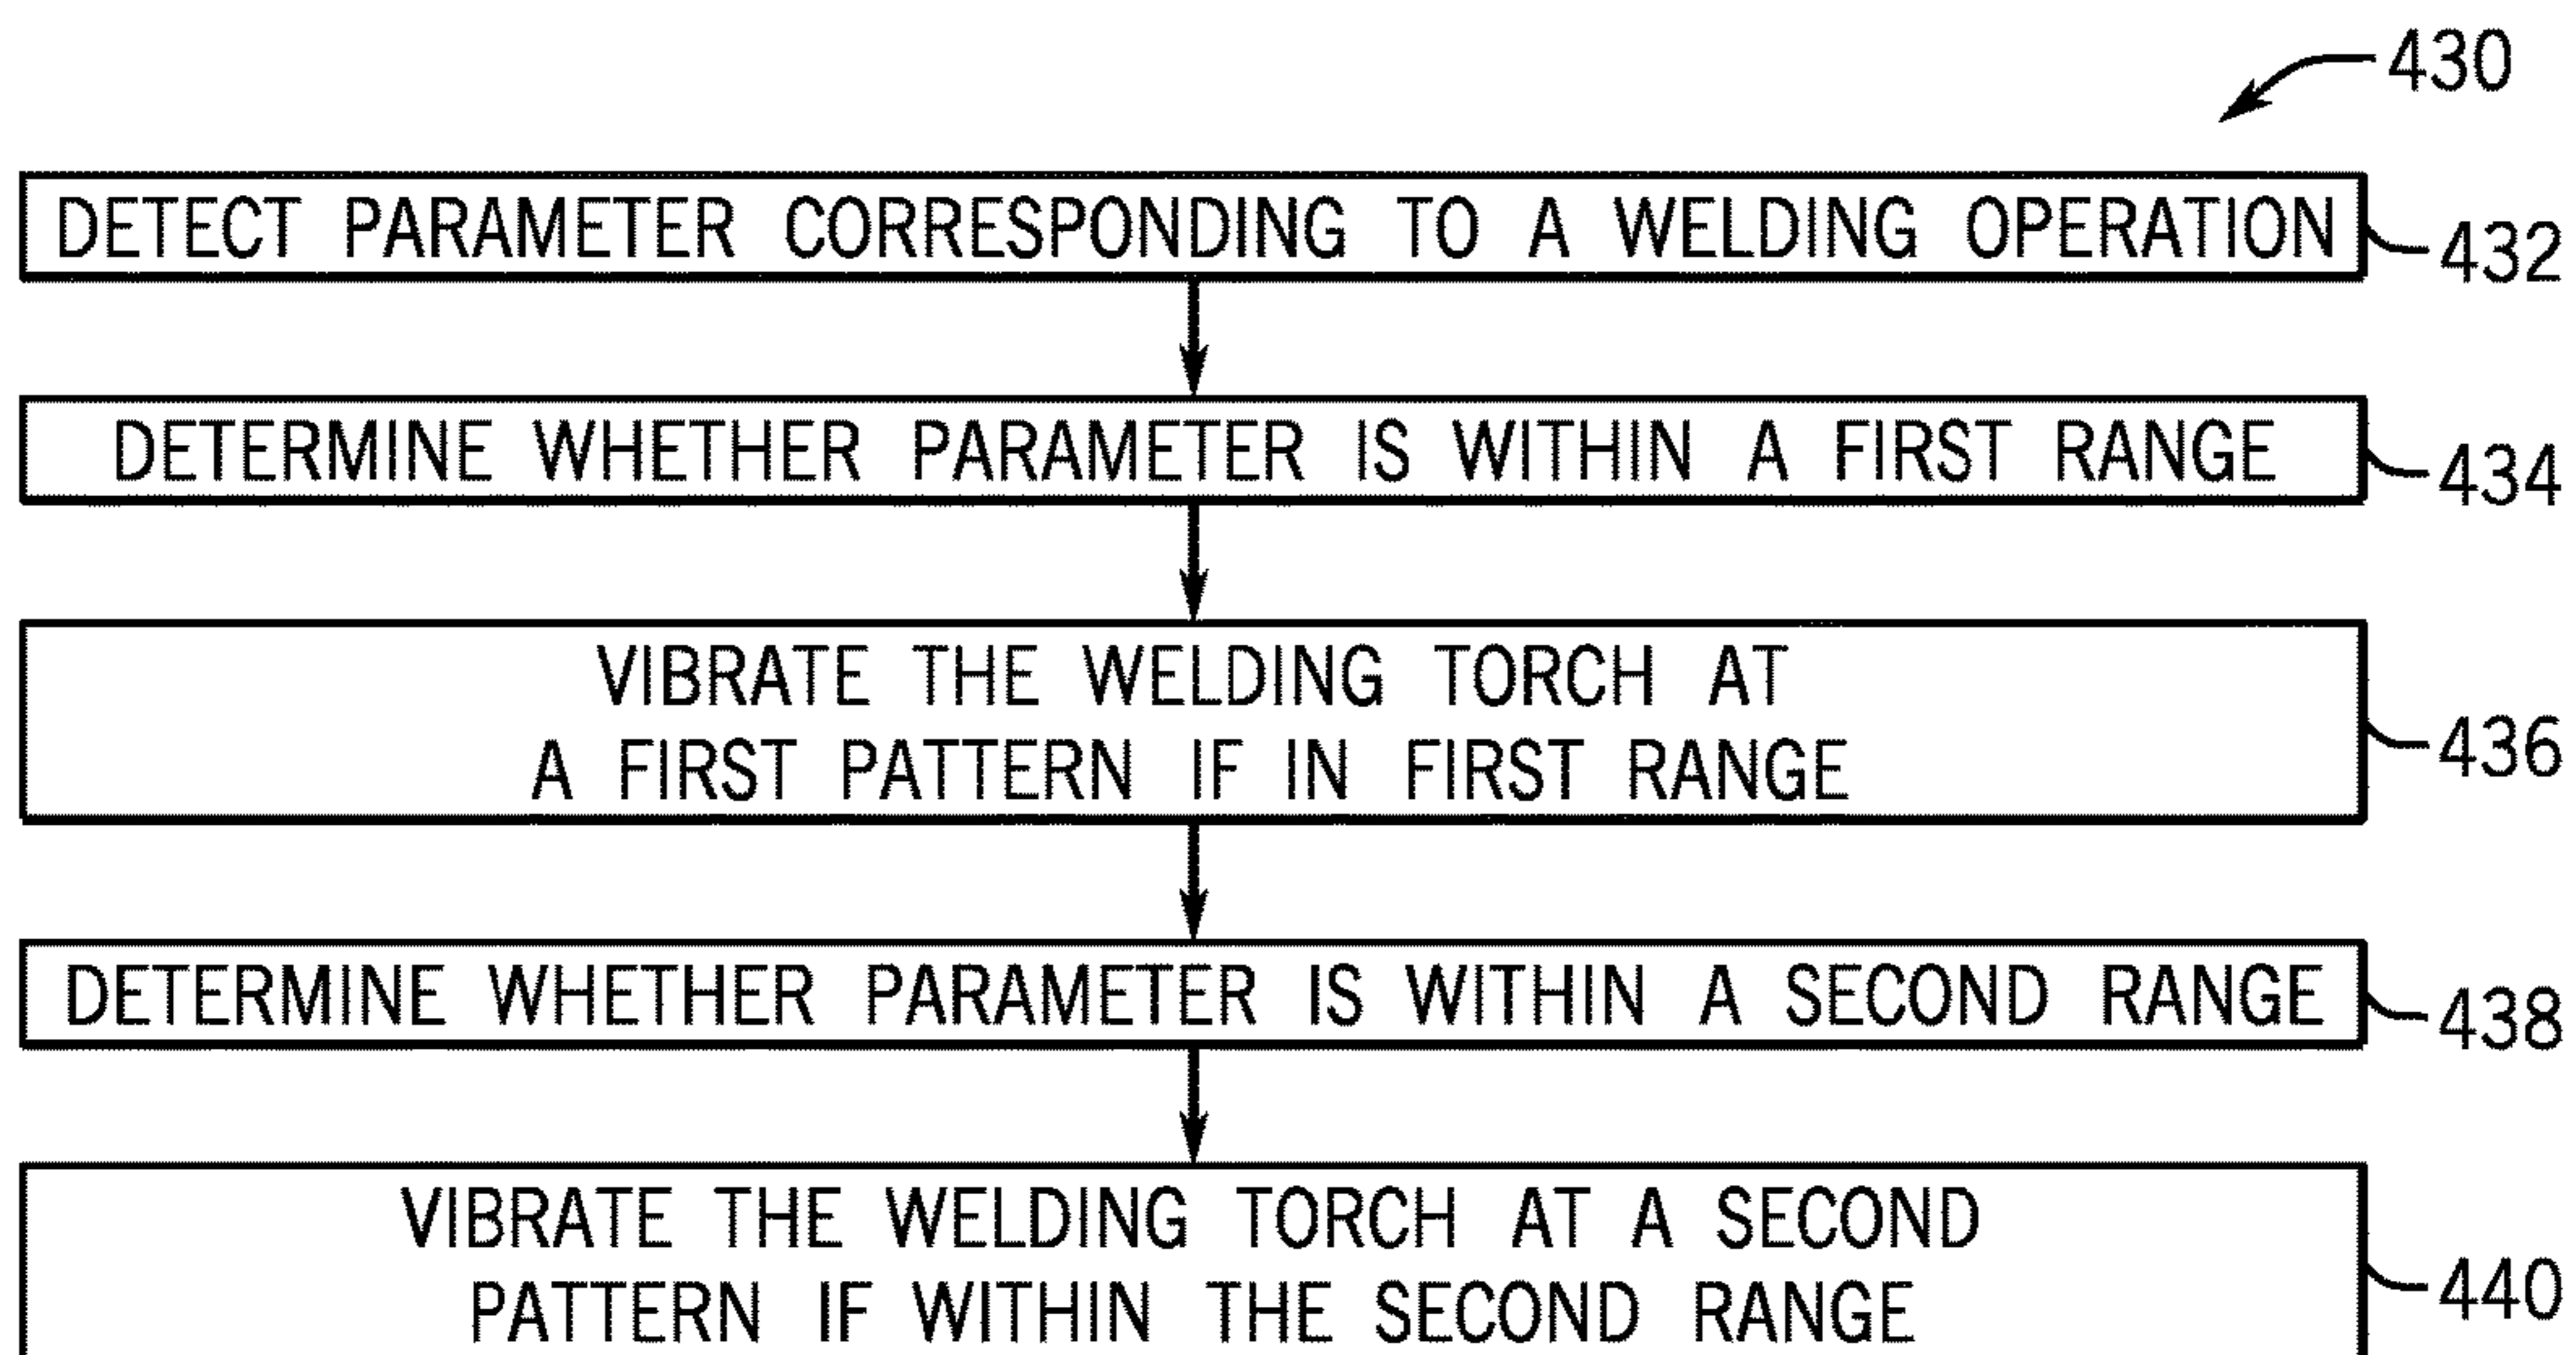 430
DETECT PARAMETER CORRESPONDING TO A WELDING OPERATION
432
DETERMINE WHETHER PARAMETER IS WITHIN A FIRST RANGE
434
VIBRATE THE WELDING TORCH AT
A FIRST PATTERN IF IN FIRST RANGE
436
DETERMINE WHETHER PARAMETER IS WITHIN A SECOND RANGE
438
VIBRATE THE WELDING TORCH AT A SECOND
PATTERN IF WITHIN THE SECOND RANGE
440